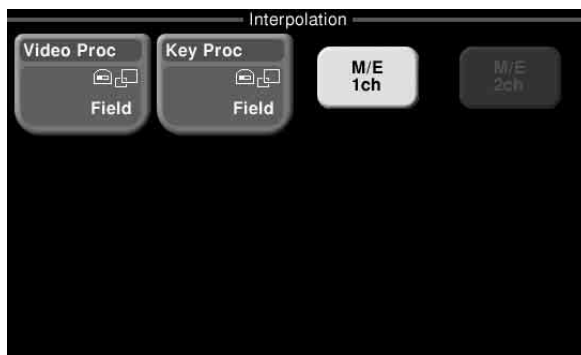 Interpolation
Video Proc
Field
Key Proc
Field
M/E
1ch
M/E
2ch